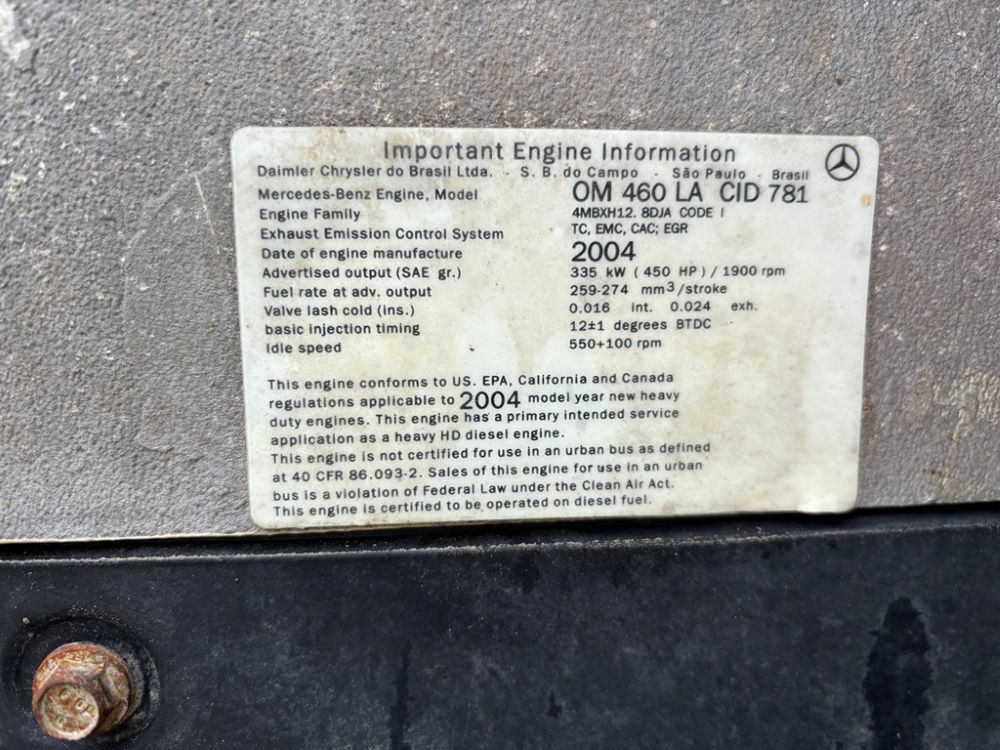 Important Engine Information
Daimler Chrysler do Brasil Ltda. - S. B. do Campo - São Paulo - Brasil
Mercedes-Benz Engine, Model OM 460 LA CID 781
Engine Family 4MBXH12. 8DJA CODE I
Exhaust Emission Control System TC, EMC, CAC; EGR
Date of engine manufacture 2004
Advertised output (SAE gr.) 335 kW ( 450 HP ) / 1900 rpm
Fuel rate at adv. output 259-274 mm³/stroke
Valve lash cold (ins.) 0.016 int. 0.024 exh.
basic injection timing 12±1 degrees BTDC
Idle speed 550+100 rpm
This engine conforms to US. EPA, California and Canada
regulations applicable to 2004 model year new heavy
duty engines. This engine has a primary intended service
application as a heavy HD diesel engine.
This engine is not certified for use in an urban bus as defined
at 40 CFR 86.093-2. Sales of this engine for use in an urban
bus is a violation of Federal Law under the Clean Air Act.
This engine is certified to be operated on diesel fuel.